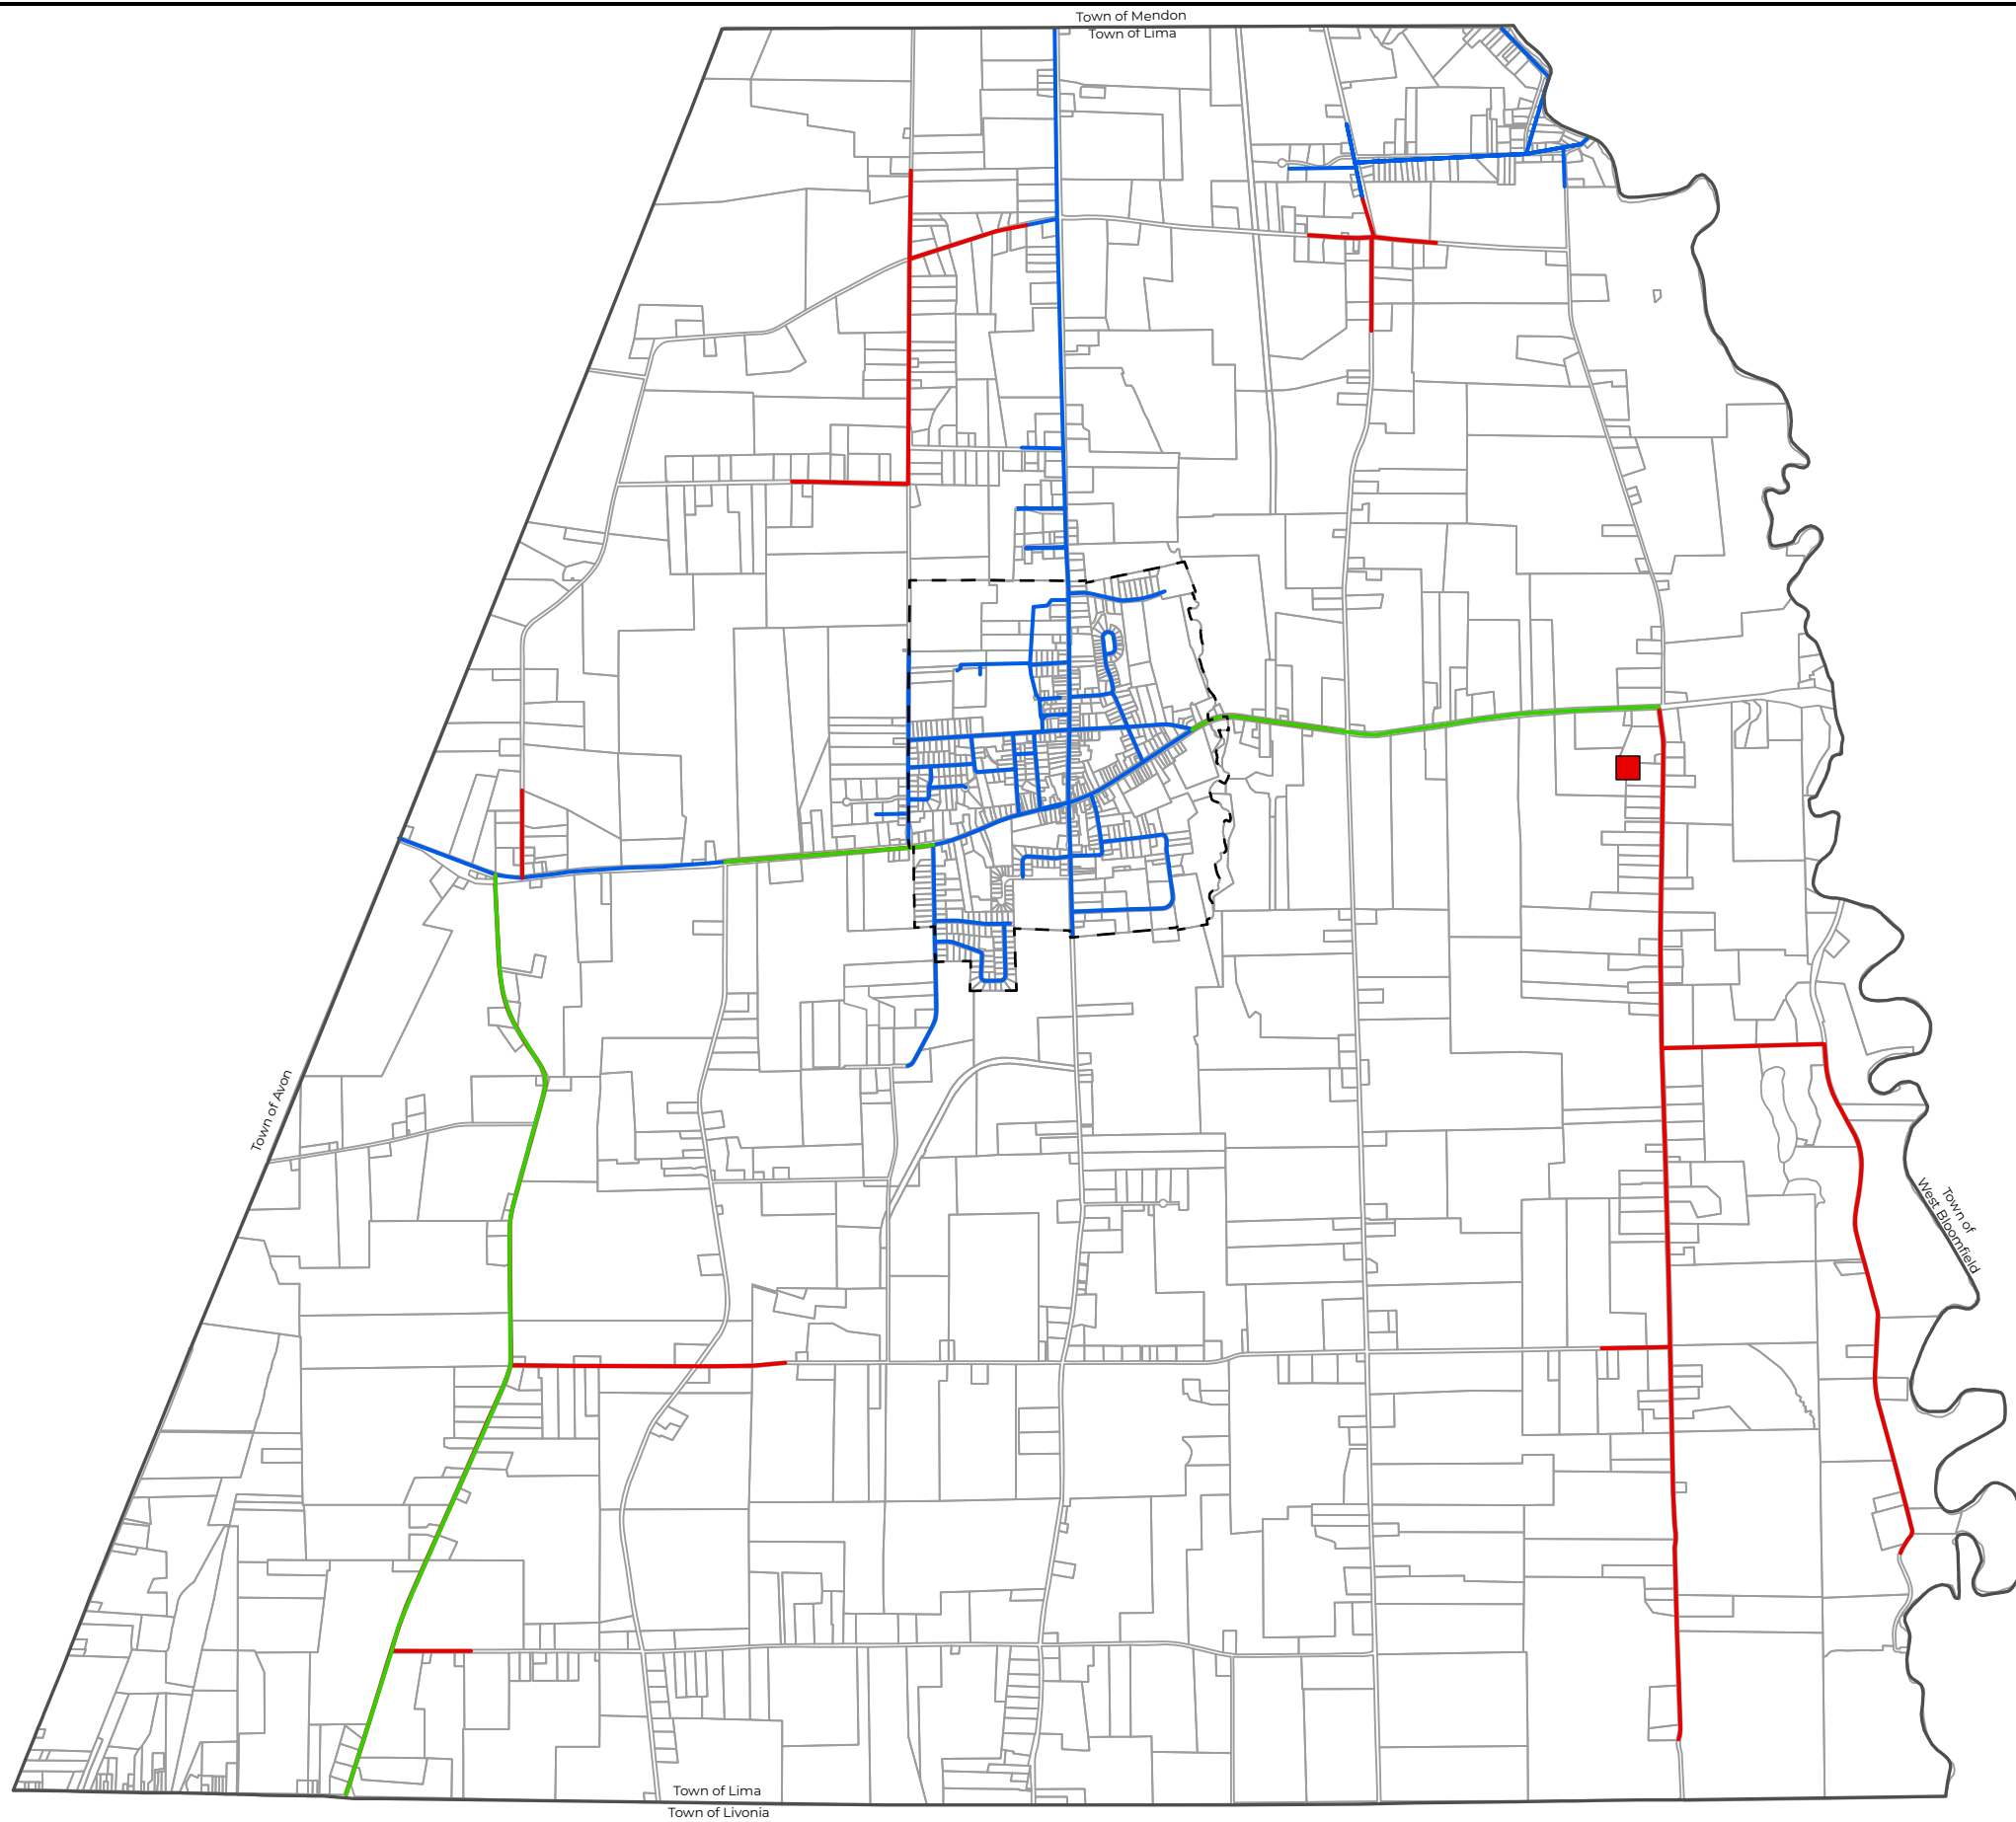 Town of Mendon
Town of Lima
Town of Avon
Town of
West Bloomfield
Town of Lima
Town of Livonia